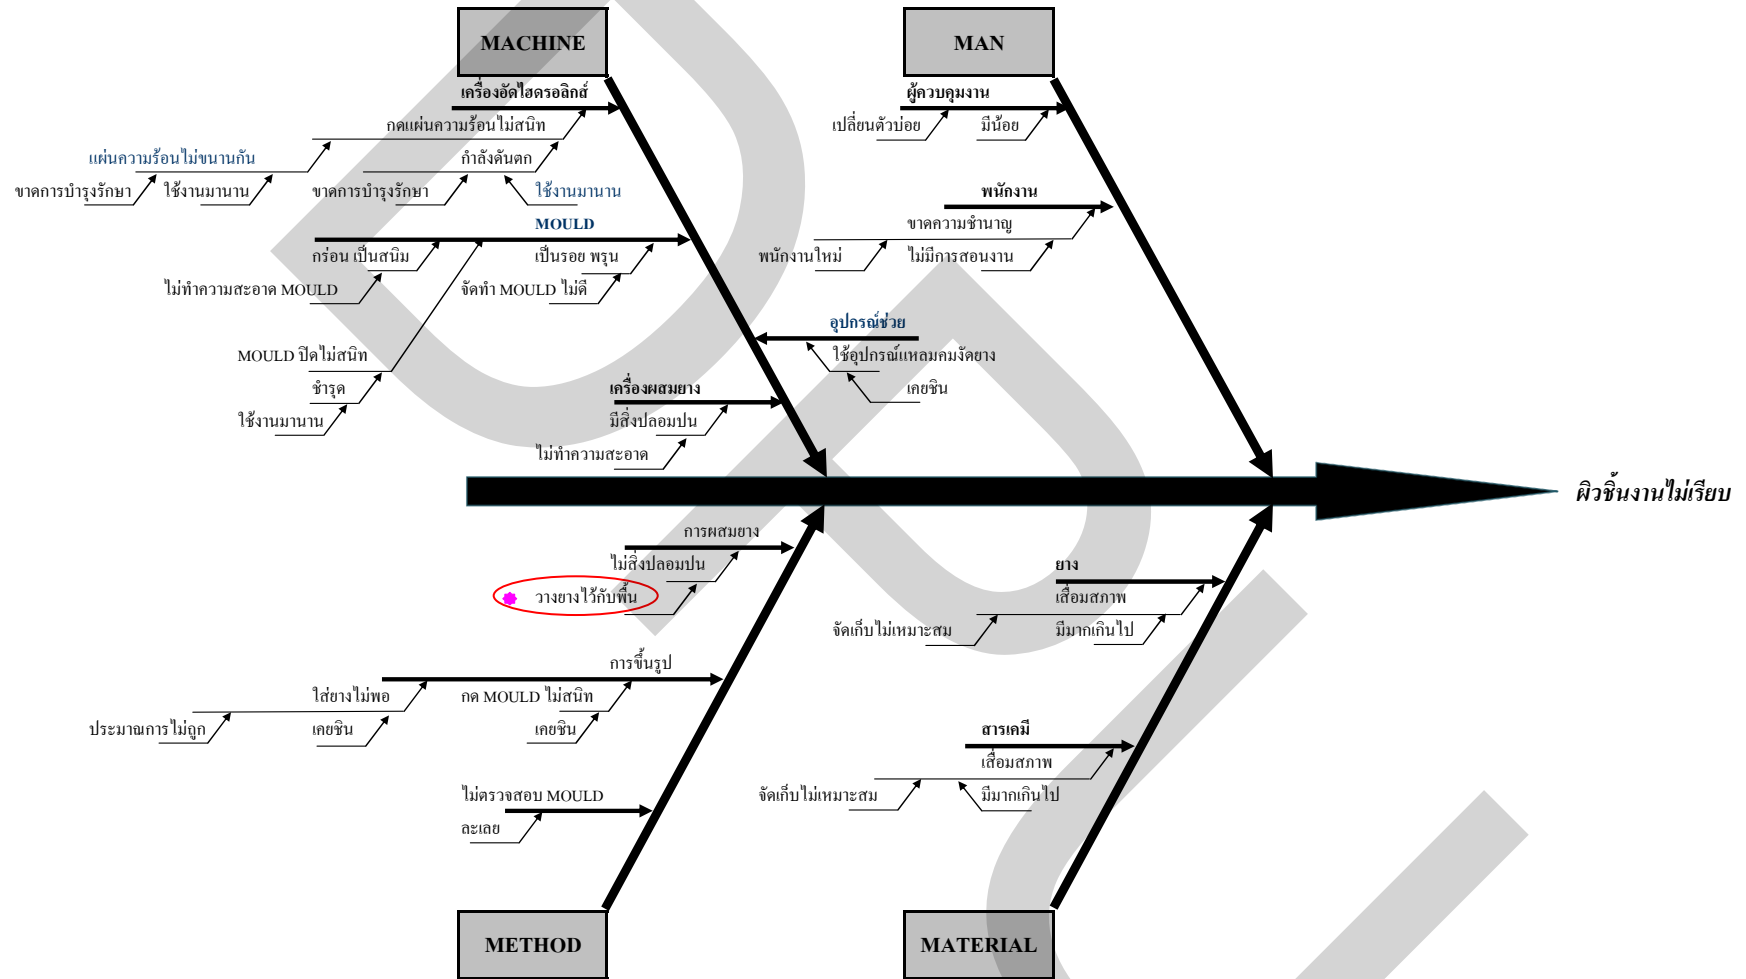 MACHINE
MAN
เครื่องอัดไฮดรอลิกส์
กดแผ่นความร้อนไม่สนิท
แผ่นความร้อนไม่ขนานกัน
กำลังดันตก
ขาดการบำรุงรักษา
ใช้งานมานาน
ขาดการบำรุงรักษา
ใช้งานมานาน
MOULD
กร่อน เป็นสนิม
เป็นรอย พรุน
ไม่ทำความสะอาด MOULD
จัดทำ MOULD ไม่ดี
MOULD ปิดไม่สนิท
ชำรุด
ใช้งานมานาน
อุปกรณ์ช่วย
ใช้อุปกรณ์แหลมคมงัดยาง
เคยชิน
เครื่องผสมยาง
มีสิ่งปลอมปน
ไม่ทำความสะอาด
ผู้ควบคุมงาน
เปลี่ยนตัวบ่อย
มีน้อย
พนักงาน
ขาดความชำนาญ
พนักงานใหม่
ไม่มีการสอนงาน
ผิวชิ้นงานไม่เรียบ
การผสมยาง
ไม่สิ่งปลอมปน
วางยางไว้กับพื้น
การขึ้นรูป
ใส่ยางไม่พอ
กด MOULD ไม่สนิท
ประมาณการไม่ถูก
เคยชิน
เคยชิน
ไม่ตรวจสอบ MOULD
ละเลย
ยาง
เสื่อมสภาพ
จัดเก็บไม่เหมาะสม
มีมากเกินไป
สารเคมี
เสื่อมสภาพ
จัดเก็บไม่เหมาะสม
มีมากเกินไป
METHOD
MATERIAL